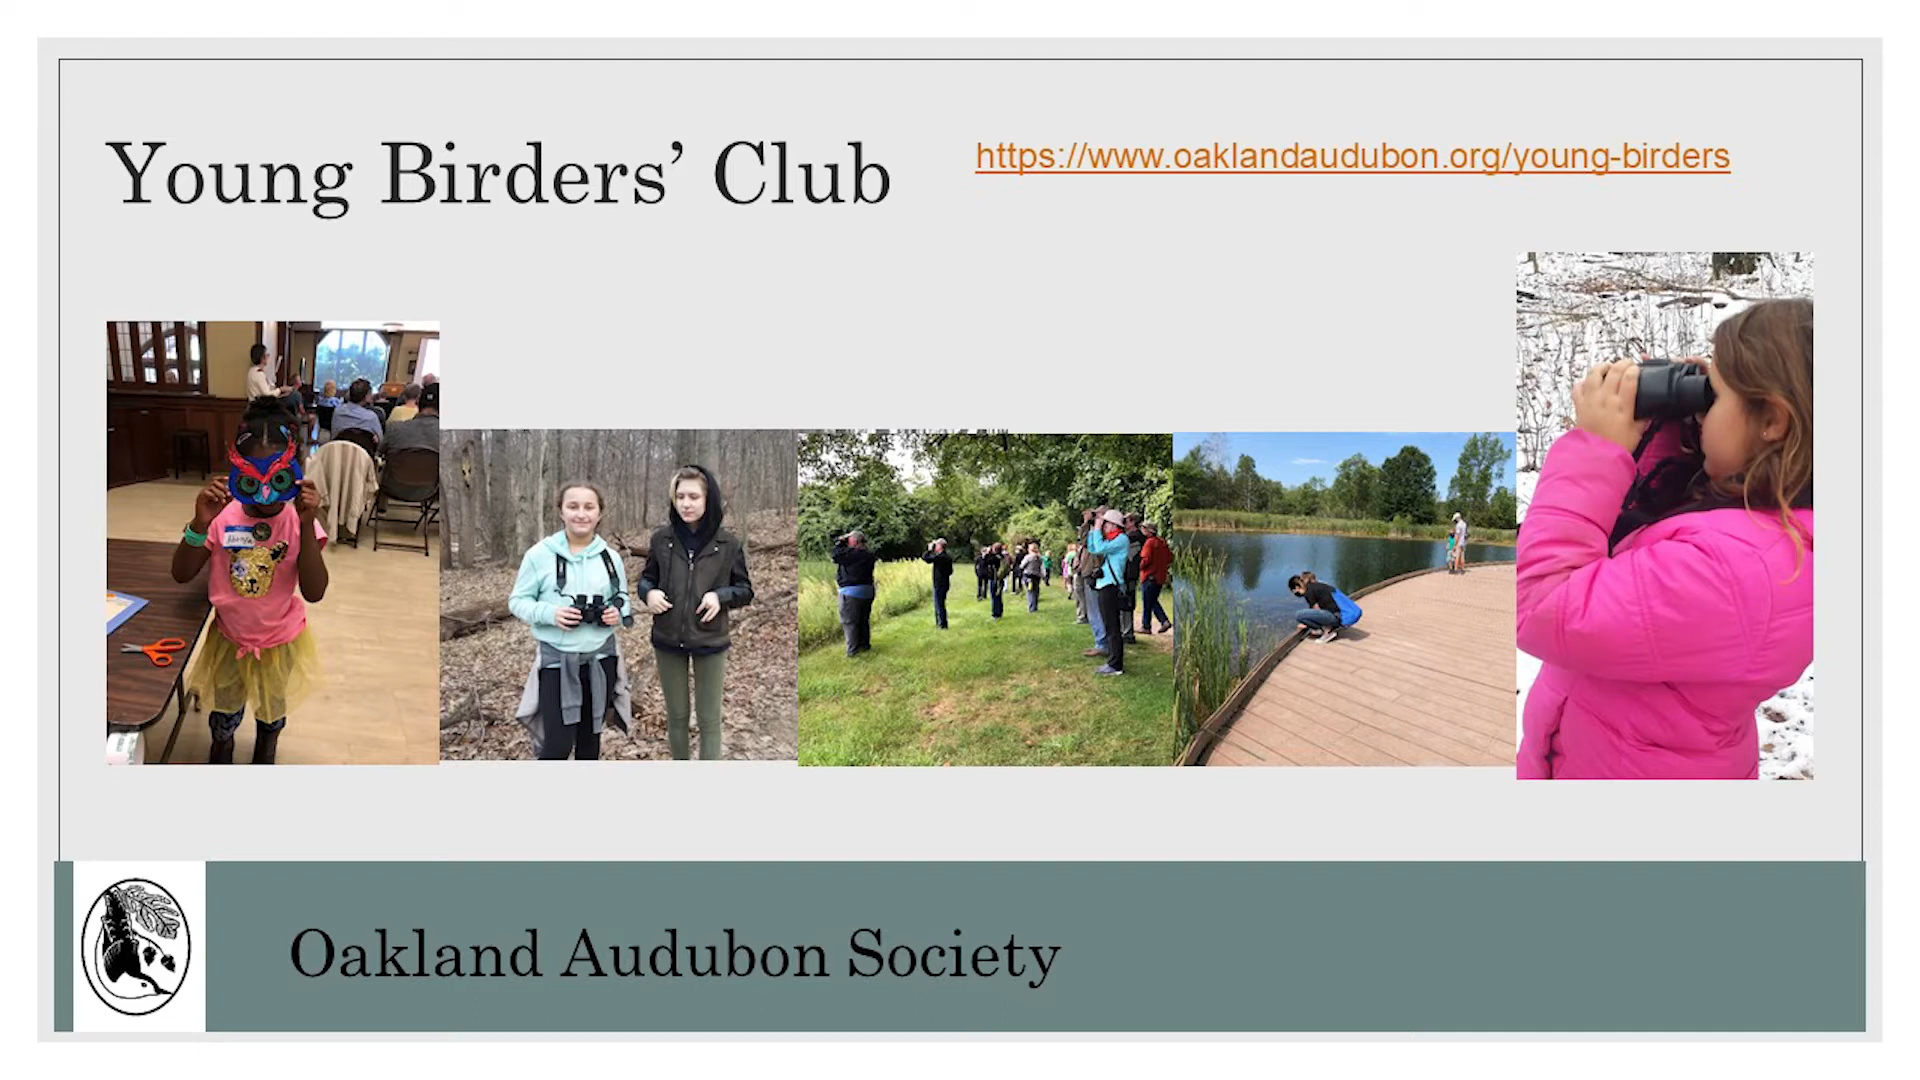 Young Birders’ Club
https://www.oaklandaudubon.org/young-birders
Oakland Audubon Society